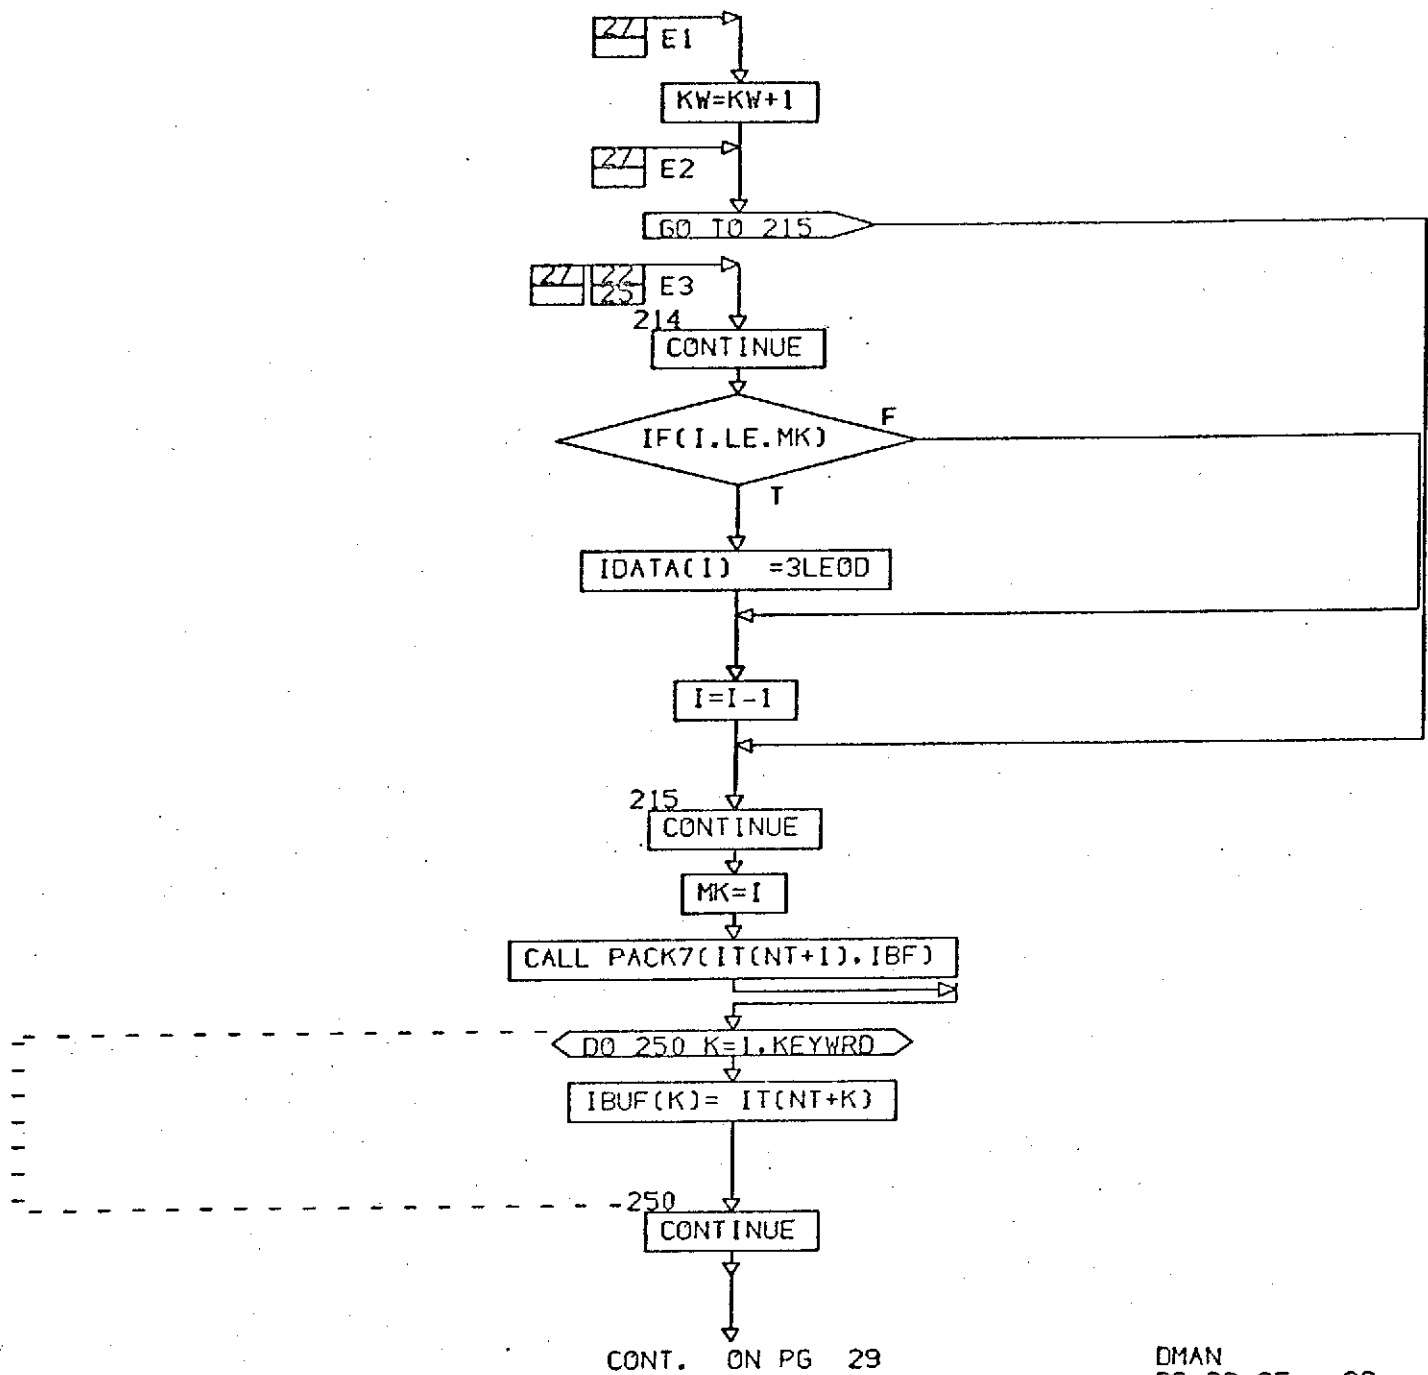 27 E1
KW=KW+1
27 E2
GO TO 215
27 22 E3
25
214
CONTINUE
IF(I.LE.MK) F
T
IDATA(I) =3LEOD
I=I-1
215
CONTINUE
MK=I
CALL PACK7(IT(NT+1).IBF)
DO 250 K=1.KEYWRD
IBUF(K)= IT(NT+K)
250
CONTINUE
CONT. ON PG 29
DMAN